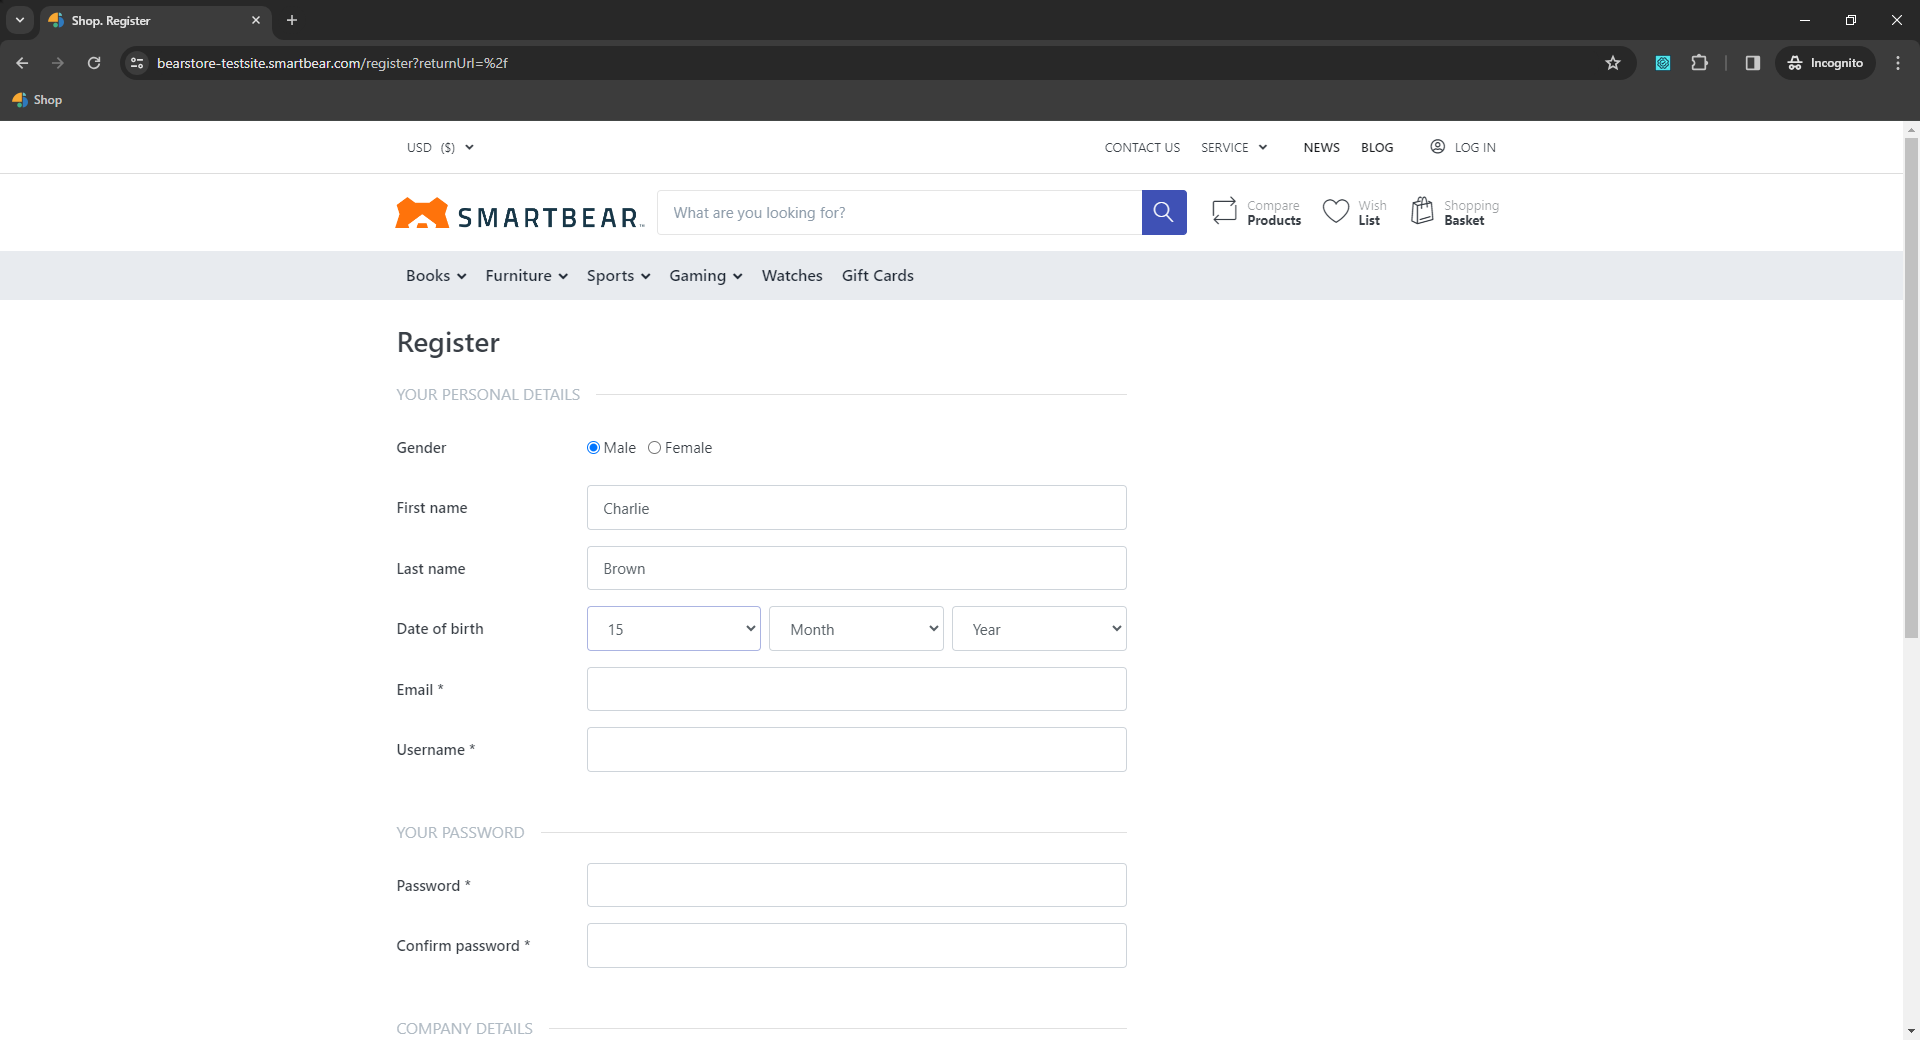 Shop. Register
bearstore-testsite.smartbear.com/register?returnUrl=%2f
Incognito
Shop
USD ($)
CONTACT US SERVICE NEWS BLOG LOG IN
SMARTBEAR
What are you looking for?
Compare
Products
Wish
List
Shopping
Basket
Books Furniture Sports Gaming Watches Gift Cards
Register
YOUR PERSONAL DETAILS
Gender Male Female
First name Charlie
Last name Brown
Date of birth 15 Month Year
Email *
Username *
YOUR PASSWORD
Password *
Confirm password *
COMPANY DETAILS